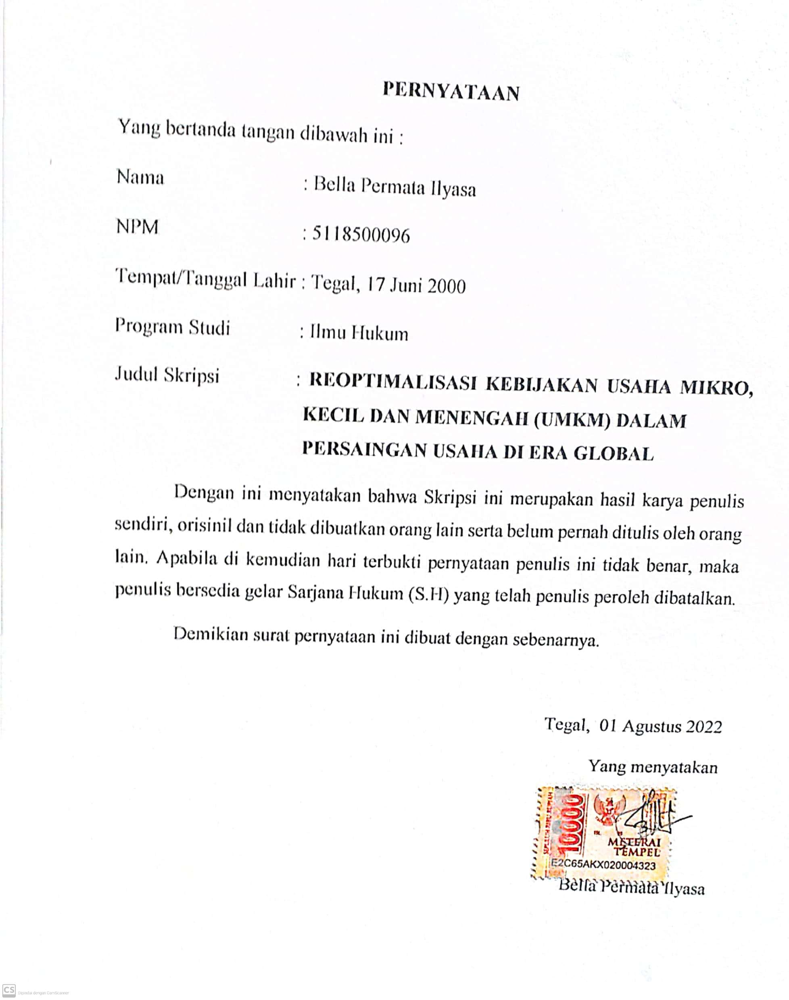 PERNYATAAN
Yang bertanda tangan dibawah ini :
Nama : Bella Permata Ilyasa
NPM : 5118500096
Tempat/Tanggal Lahir : Tegal, 17 Juni 2000
Program Studi : Ilmu Hukum
Judul Skripsi : REOPTIMALISASI KEBIJAKAN USAHA MIKRO,
KECIL DAN MENENGAH (UMKM) DALAM
PERSAINGAN USAHA DI ERA GLOBAL
Dengan ini menyatakan bahwa Skripsi ini merupakan hasil karya penulis
sendiri, orisinil dan tidak dibuatkan orang lain serta belum pernah ditulis oleh orang
lain. Apabila di kemudian hari terbukti pernyataan penulis ini tidak benar, maka
penulis bersedia gelar Sarjana Hukum (S.H) yang telah penulis peroleh dibatalkan.
Demikian surat pernyataan ini dibuat dengan sebenarnya.
Tegal, 01 Agustus 2022
Yang menyatakan
SEPULUH RIBU RUPIAH
10000
METERAI
TEMPEL
E2C65AKX020004323
Bella Permata Ilyasa
CS Dipindai dengan CamScanner